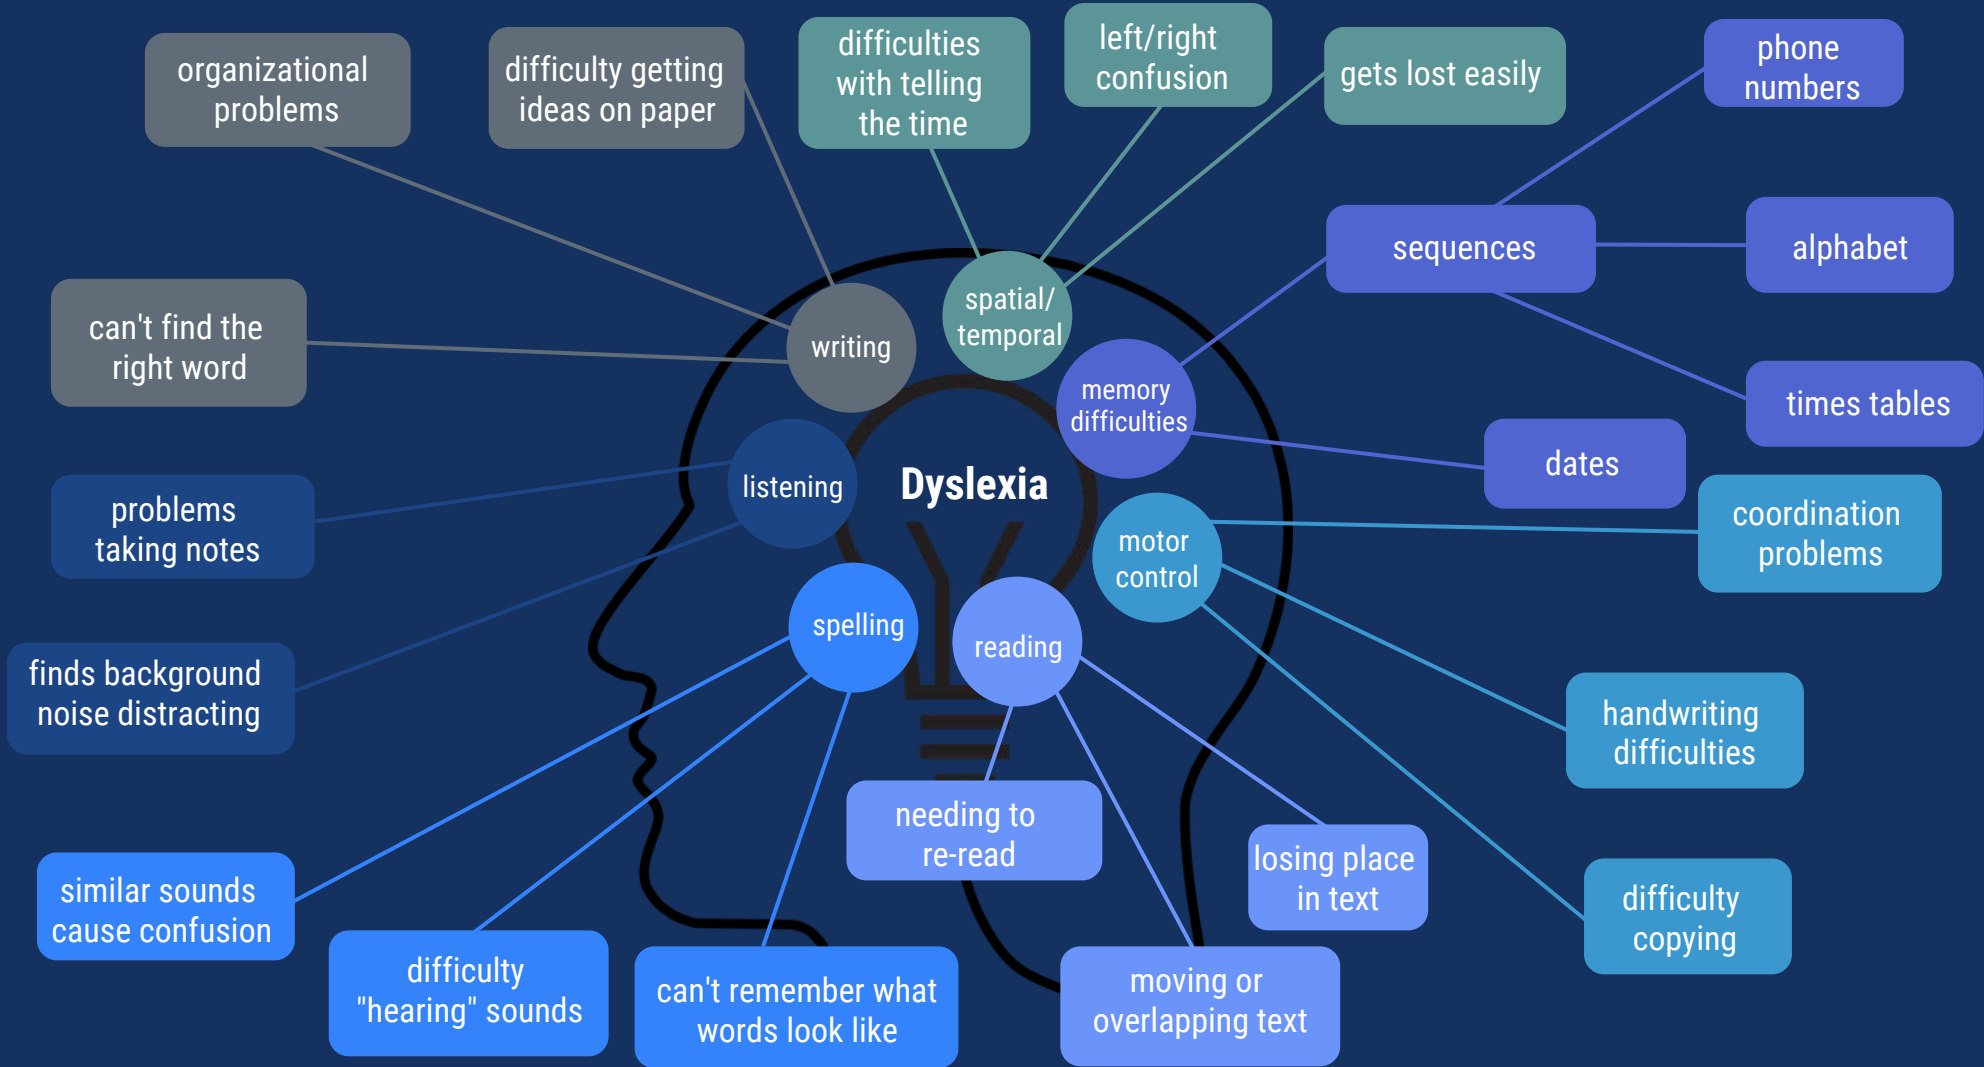 organizational
problems
difficulty getting
ideas on paper
difficulties
with telling
the time
left/right
confusion
gets lost easily
phone
numbers
sequences
alphabet
times tables
dates
can't find the
right word
writing
spatial/
temporal
memory
difficulties
listening
Dyslexia
motor
control
spelling
reading
problems
taking notes
finds background
noise distracting
coordination
problems
handwriting
difficulties
difficulty
copying
similar sounds
cause confusion
difficulty
"hearing" sounds
can't remember what
words look like
needing to
re-read
moving or
overlapping text
losing place
in text